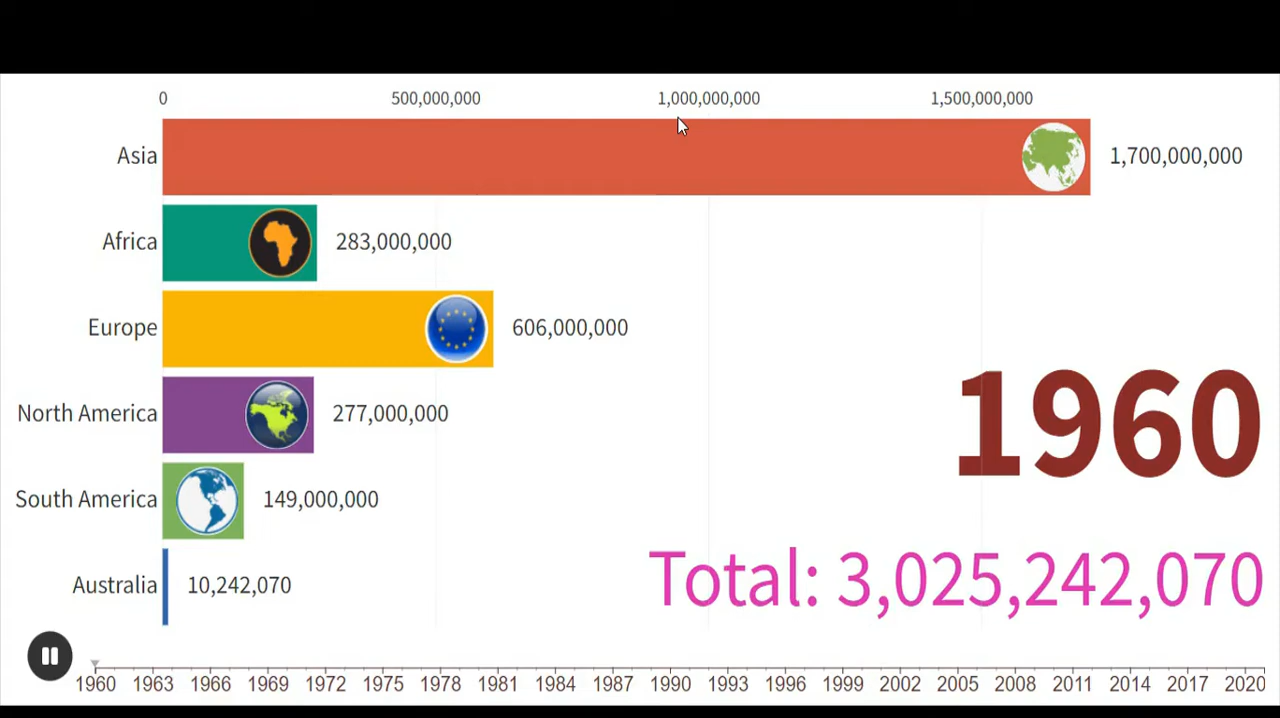 0 500,000,000 1,000,000,000 1,500,000,000
Asia 1,700,000,000
Africa 283,000,000
Europe 606,000,000
North America 277,000,000
South America 149,000,000
Australia 10,242,070
1960
Total: 3,025,242,070
1960 1963 1966 1969 1972 1975 1978 1981 1984 1987 1990 1993 1996 1999 2002 2005 2008 2011 2014 2017 2020